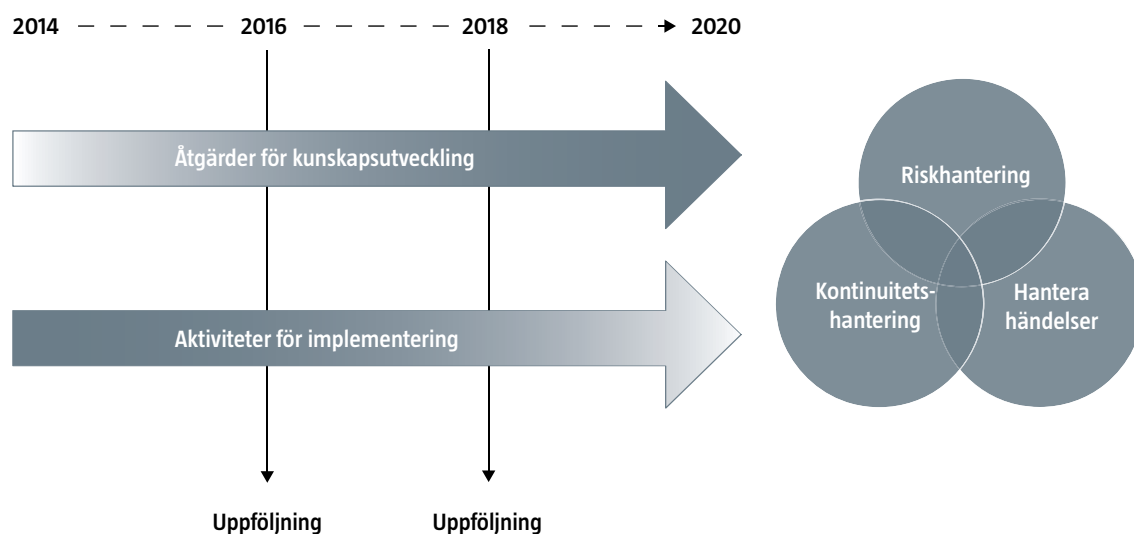 2014 2016 2018 2020
Åtgärder för kunskapsutveckling
Aktiviteter för implementering
Uppföljning Uppföljning
Riskhantering
Kontinuitets-
hantering
Hantera
händelser